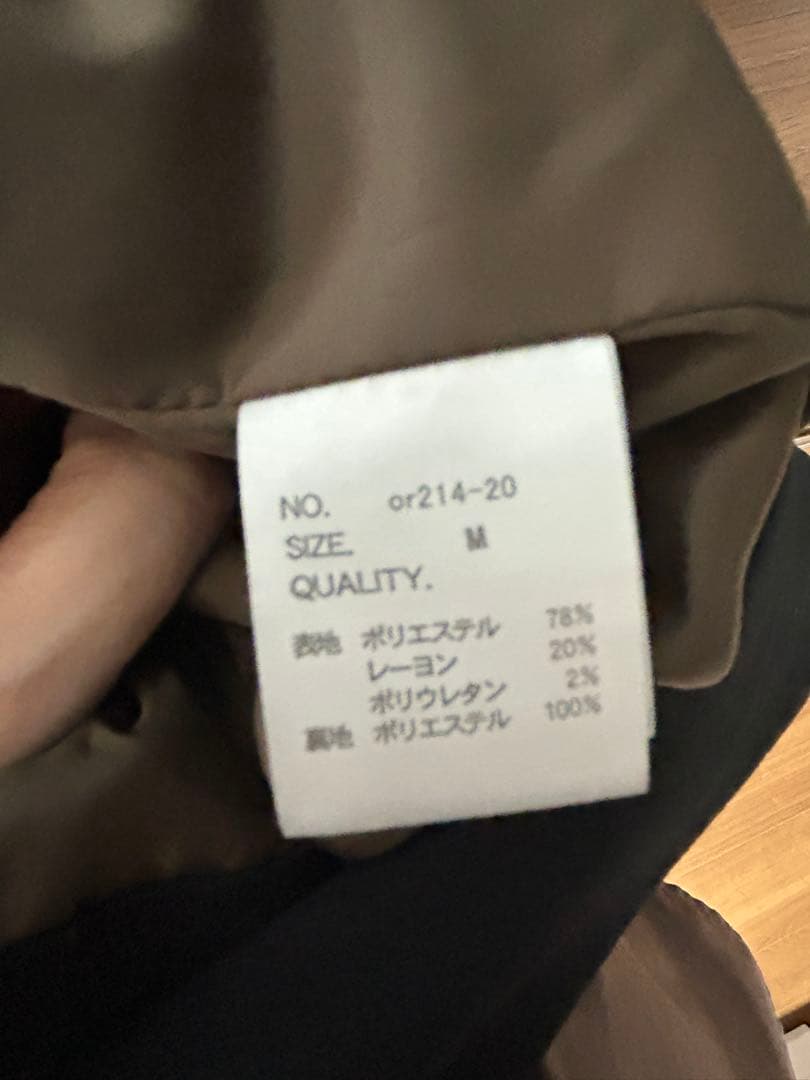 NO. or214-20
SIZE. M
QUALITY.
表地 ポリエステル 78%
レーヨン 20%
ポリウレタン 2%
裏地 ポリエステル 100%